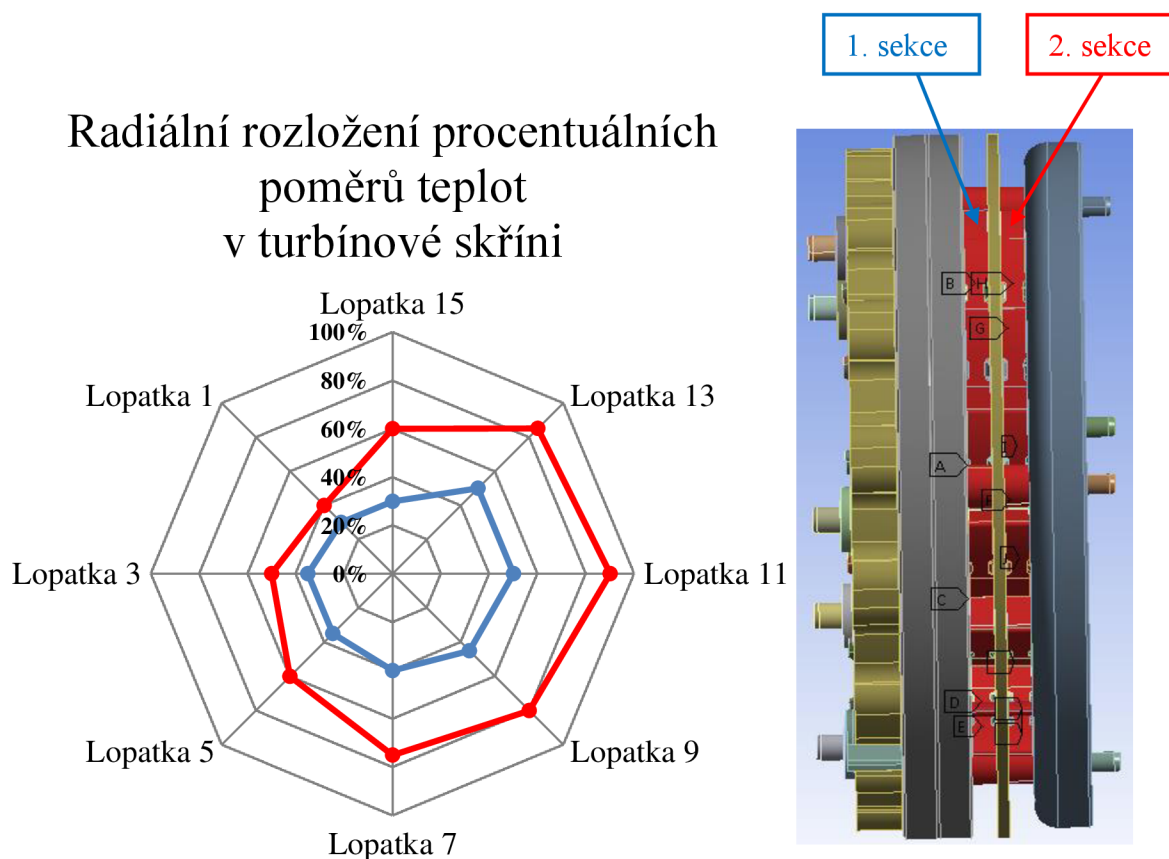 1. sekce
2. sekce
Radiální rozložení procentuálních
poměrů teplot
v turbínové skříni
Lopatka 15
100%
80%
60%
40%
20%
0%
Lopatka 13
Lopatka 11
Lopatka 9
Lopatka 7
Lopatka 5
Lopatka 3
Lopatka 1
B
H
G
A
C
D
E